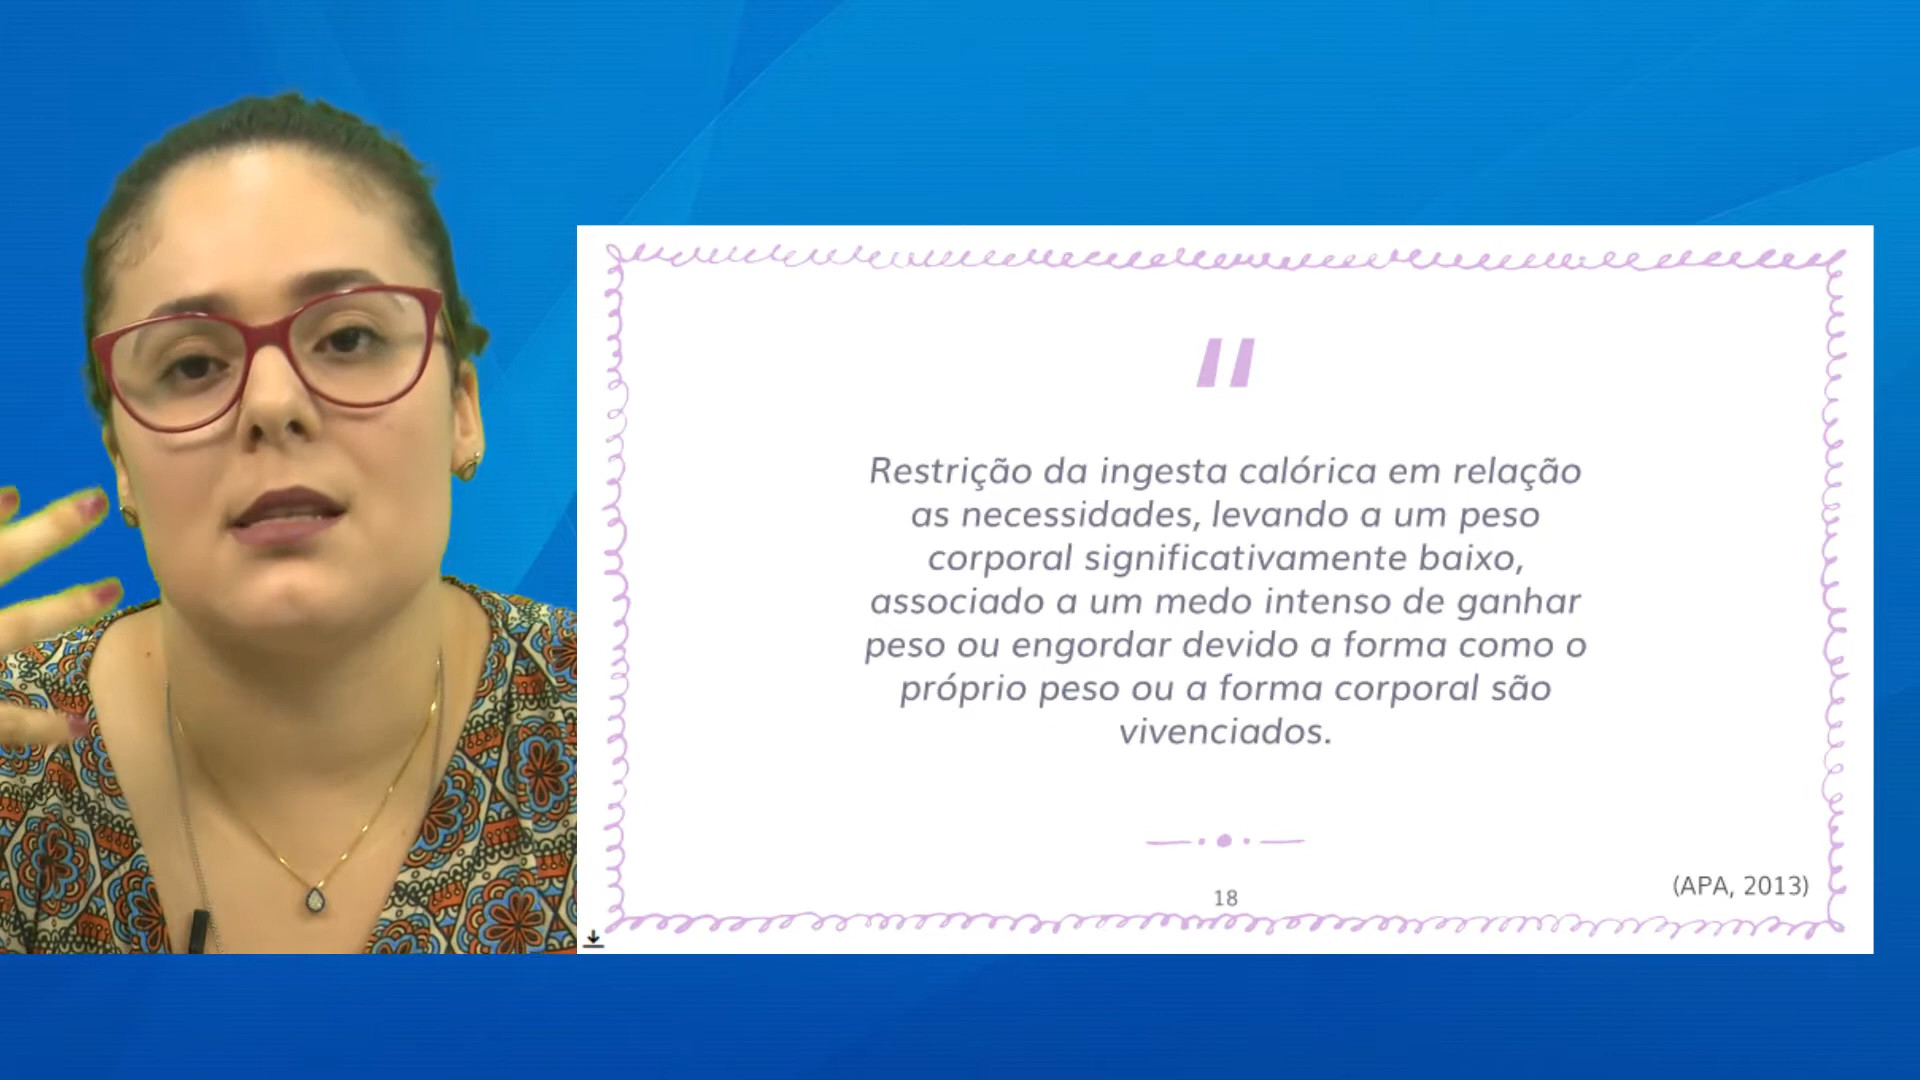 "
Restrição da ingesta calórica em relação
as necessidades, levando a um peso
corporal significativamente baixo,
associado a um medo intenso de ganhar
peso ou engordar devido a forma como o
próprio peso ou a forma corporal são
vivenciados.
18
(APA, 2013)